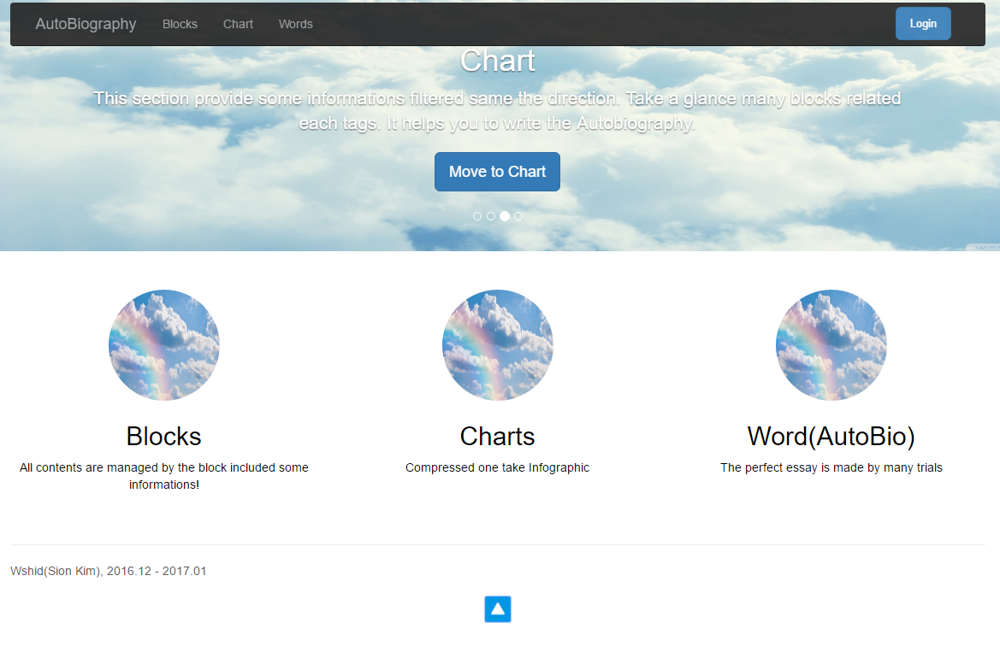 AutoBiography Blocks Chart Words Login
Chart
This section provide some informations filtered same the direction. Take a glance many blocks related
each tags. It helps you to write the Autobiography.
Move to Chart
Blocks
All contents are managed by the block included some
informations!
Charts
Compressed one take Infographic
Word(AutoBio)
The perfect essay is made by many trials
Wshid(Sion Kim), 2016.12 - 2017.01